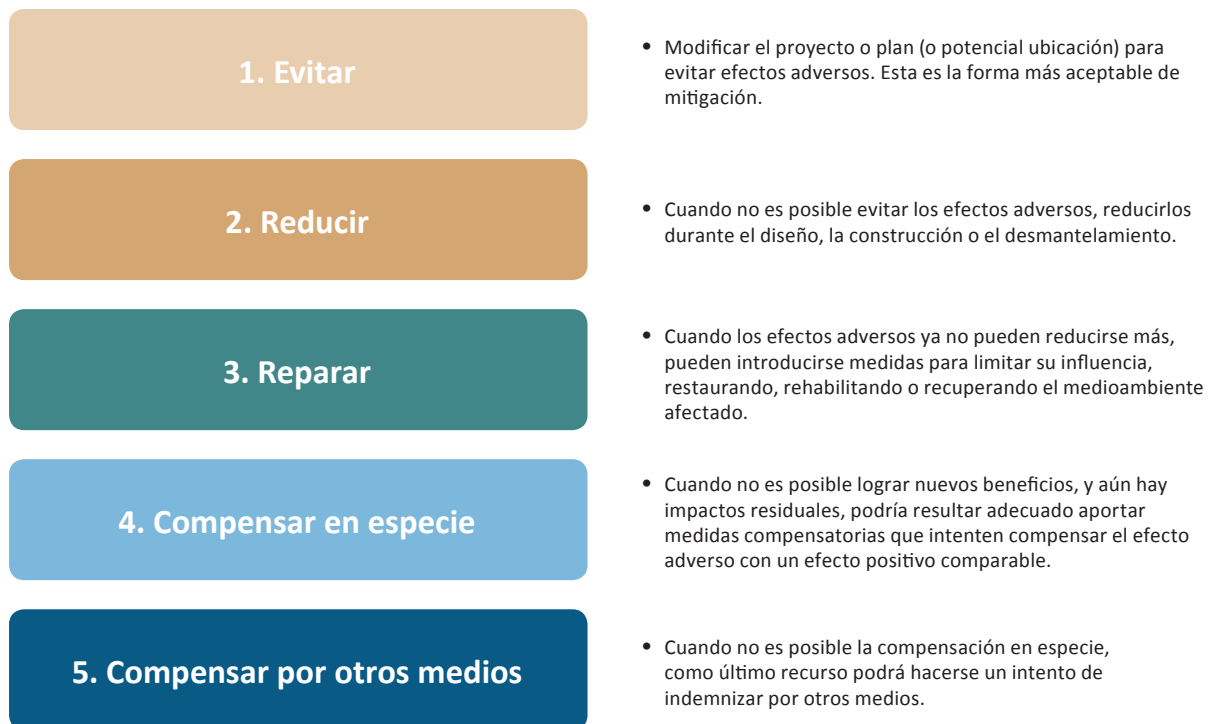 1. Evitar
• Modificar el proyecto o plan (o potencial ubicación) para
evitar efectos adversos. Esta es la forma más aceptable de
mitigación.
2. Reducir
• Cuando no es posible evitar los efectos adversos, reducirlos
durante el diseño, la construcción o el desmantelamiento.
3. Reparar
• Cuando los efectos adversos ya no pueden reducirse más,
pueden introducirse medidas para limitar su influencia,
restaurando, rehabilitando o recuperando el medioambiente
afectado.
4. Compensar en especie
• Cuando no es posible lograr nuevos beneficios, y aún hay
impactos residuales, podría resultar adecuado aportar
medidas compensatorias que intenten compensar el efecto
adverso con un efecto positivo comparable.
5. Compensar por otros medios
• Cuando no es posible la compensación en especie,
como último recurso podrá hacerse un intento de
indemnizar por otros medios.